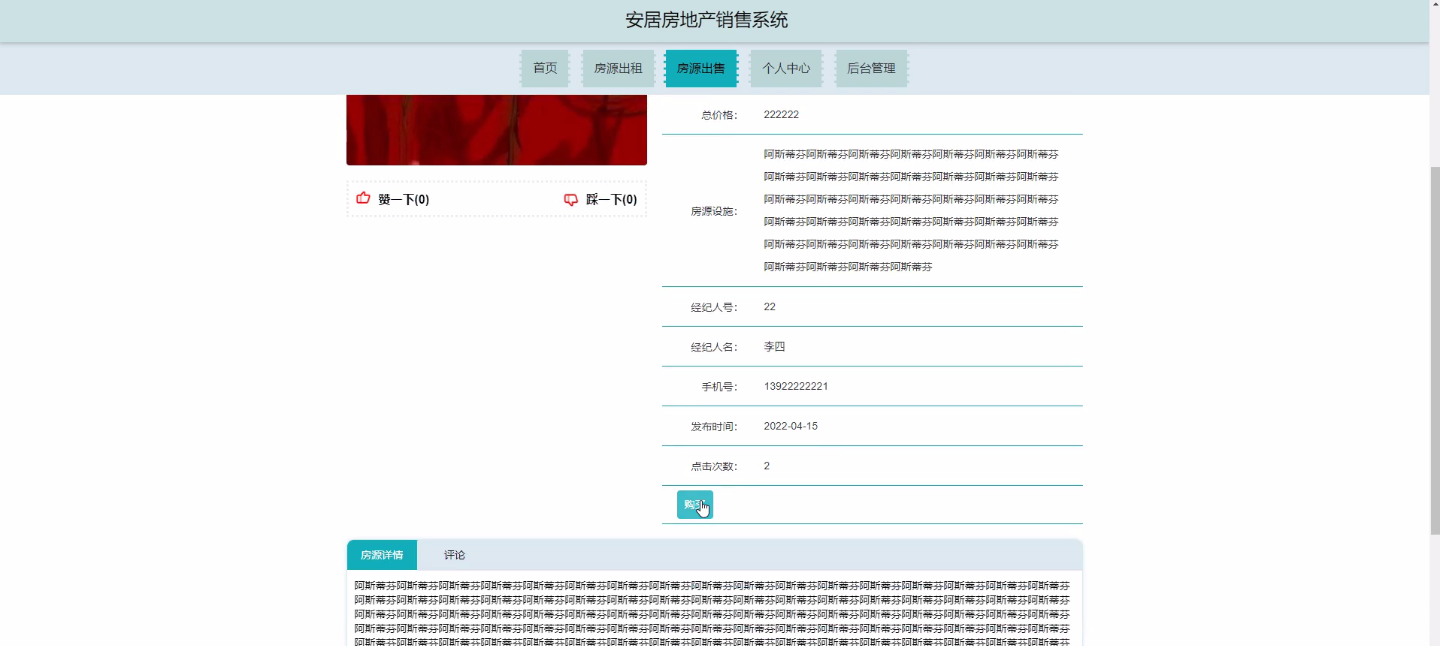 安居房地产销售系统
首页
房源出租
房源出售
个人中心
后台管理
总价格： 222222
赞一下(0)
踩一下(0)
房源设施：
阿斯蒂芬阿斯蒂芬阿斯蒂芬阿斯蒂芬阿斯蒂芬阿斯蒂芬阿斯蒂芬
阿斯蒂芬阿斯蒂芬阿斯蒂芬阿斯蒂芬阿斯蒂芬阿斯蒂芬阿斯蒂芬
阿斯蒂芬阿斯蒂芬阿斯蒂芬阿斯蒂芬阿斯蒂芬阿斯蒂芬阿斯蒂芬
阿斯蒂芬阿斯蒂芬阿斯蒂芬阿斯蒂芬阿斯蒂芬阿斯蒂芬阿斯蒂芬
阿斯蒂芬阿斯蒂芬阿斯蒂芬阿斯蒂芬阿斯蒂芬阿斯蒂芬阿斯蒂芬
阿斯蒂芬阿斯蒂芬阿斯蒂芬阿斯蒂芬
经纪人号： 22
经纪人名： 李四
手机号： 13922222221
发布时间： 2022-04-15
点击次数： 2
购
房源详情
评论
阿斯蒂芬阿斯蒂芬阿斯蒂芬阿斯蒂芬阿斯蒂芬阿斯蒂芬阿斯蒂芬阿斯蒂芬阿斯蒂芬阿斯蒂芬阿斯蒂芬阿斯蒂芬阿斯蒂芬阿斯蒂芬阿斯蒂芬阿斯蒂芬阿斯蒂芬
阿斯蒂芬阿斯蒂芬阿斯蒂芬阿斯蒂芬阿斯蒂芬阿斯蒂芬阿斯蒂芬阿斯蒂芬阿斯蒂芬阿斯蒂芬阿斯蒂芬阿斯蒂芬阿斯蒂芬阿斯蒂芬阿斯蒂芬阿斯蒂芬阿斯蒂芬
阿斯蒂芬阿斯蒂芬阿斯蒂芬阿斯蒂芬阿斯蒂芬阿斯蒂芬阿斯蒂芬阿斯蒂芬阿斯蒂芬阿斯蒂芬阿斯蒂芬阿斯蒂芬阿斯蒂芬阿斯蒂芬阿斯蒂芬阿斯蒂芬阿斯蒂芬
阿斯蒂芬阿斯蒂芬阿斯蒂芬阿斯蒂芬阿斯蒂芬阿斯蒂芬阿斯蒂芬阿斯蒂芬阿斯蒂芬阿斯蒂芬阿斯蒂芬阿斯蒂芬阿斯蒂芬阿斯蒂芬阿斯蒂芬阿斯蒂芬阿斯蒂芬
阿斯蒂芬阿斯蒂芬阿斯蒂芬阿斯蒂芬阿斯蒂芬阿斯蒂芬阿斯蒂芬阿斯蒂芬阿斯蒂芬阿斯蒂芬阿斯蒂芬阿斯蒂芬阿斯蒂芬阿斯蒂芬阿斯蒂芬阿斯蒂芬阿斯蒂芬